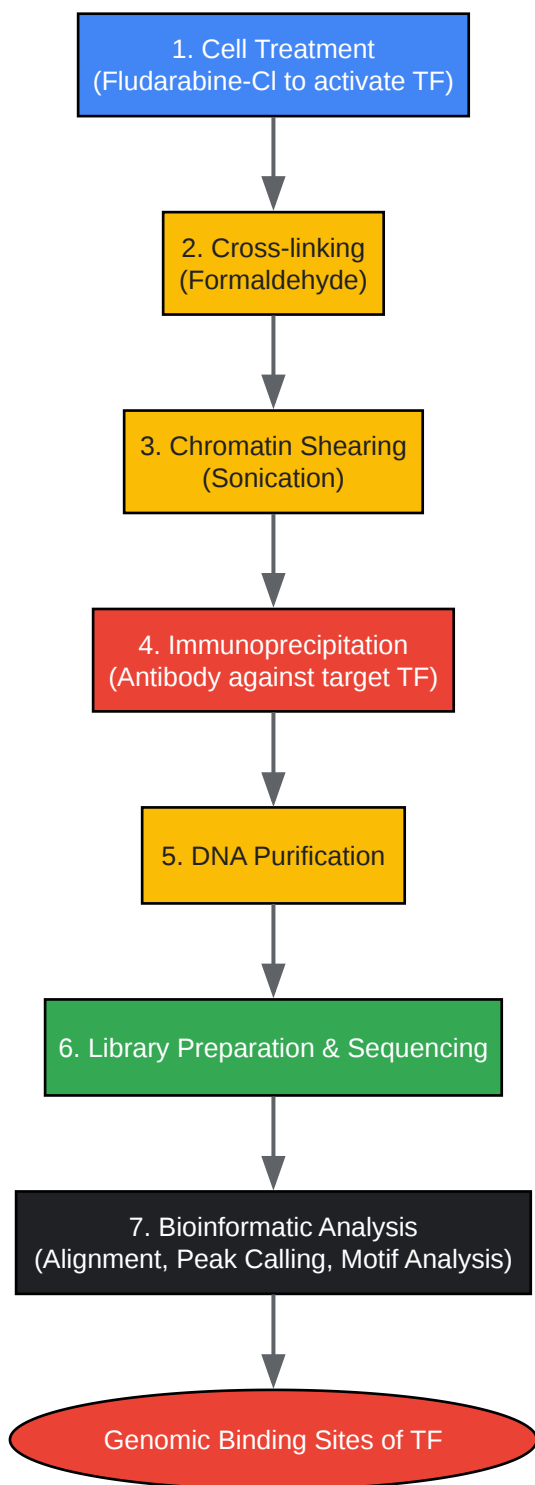 1. Cell Treatment
(Fludarabine-Cl to activate TF)
2. Cross-linking
(Formaldehyde)
3. Chromatin Shearing
(Sonication)
4. Immunoprecipitation
(Antibody against target TF)
5. DNA Purification
6. Library Preparation & Sequencing
7. Bioinformatic Analysis
(Alignment, Peak Calling, Motif Analysis)
Genomic Binding Sites of TF